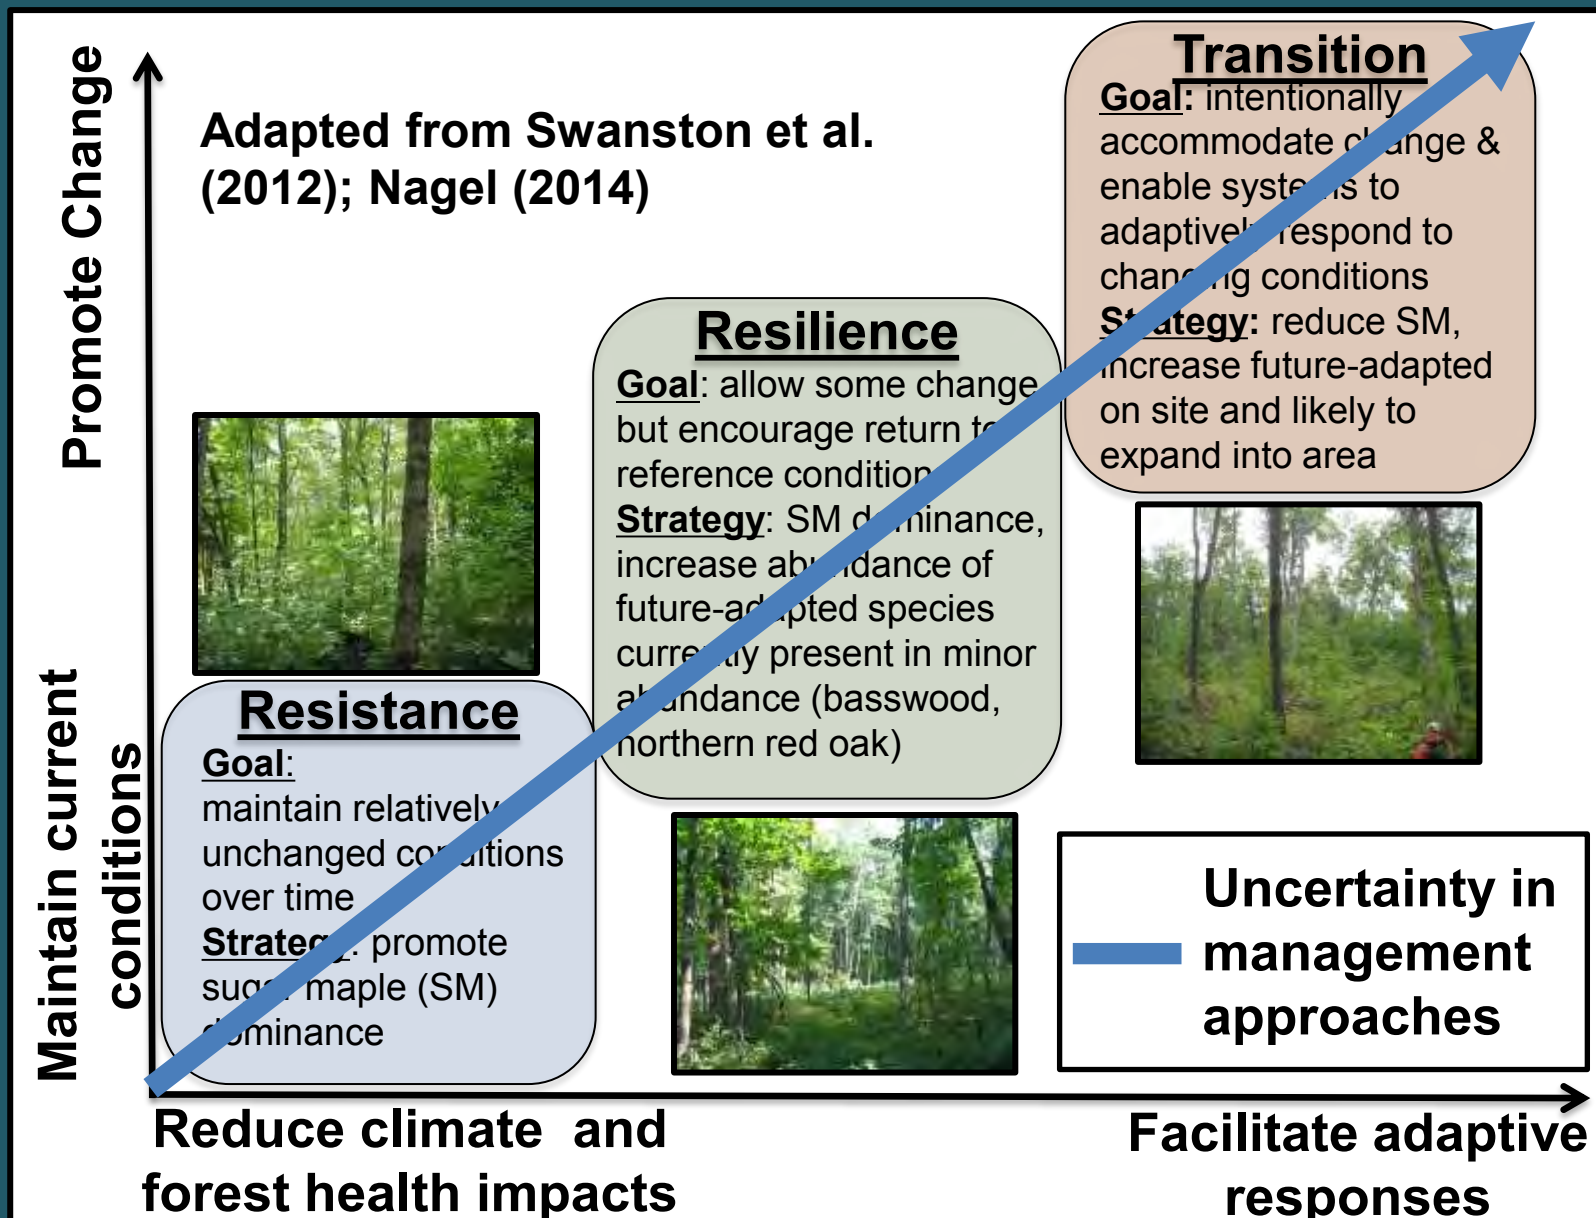 Promote Change
Maintain current
conditions
Adapted from Swanston et al.
(2012); Nagel (2014)
Transition
Goal: intentionally
accommodate change &
enable systems to
adaptively respond to
changing conditions
Strategy: reduce SM,
increase future-adapted
on site and likely to
expand into area
Resilience
Goal: allow some change
but encourage return to
reference condition
Strategy: SM dominance,
increase abundance of
future-adapted species
currently present in minor
abundance (basswood,
northern red oak)
Resistance
Goal:
maintain relatively
unchanged conditions
over time
Strategy: promote
sugar maple (SM)
dominance
Uncertainty in
management
approaches
Reduce climate and
forest health impacts
Facilitate adaptive
responses